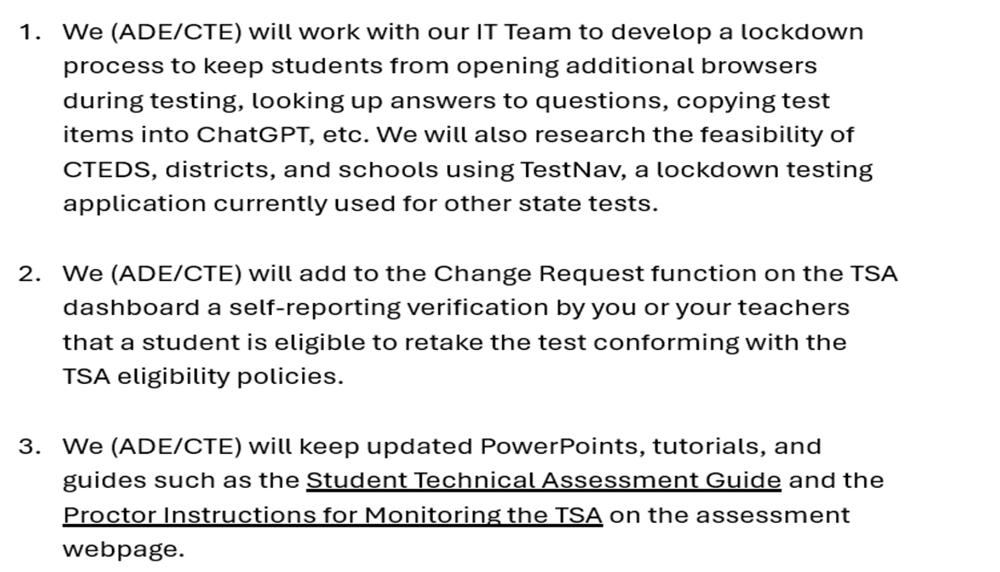 1. We (ADE/CTE) will work with our IT Team to develop a lockdown
process to keep students from opening additional browsers
during testing, looking up answers to questions, copying test
items into ChatGPT, etc. We will also research the feasibility of
CTEDS, districts, and schools using TestNav, a lockdown testing
application currently used for other state tests.
2. We (ADE/CTE) will add to the Change Request function on the TSA
dashboard a self-reporting verification by you or your teachers
that a student is eligible to retake the test conforming with the
TSA eligibility policies.
3. We (ADE/CTE) will keep updated PowerPoints, tutorials, and
guides such as the Student Technical Assessment Guide and the
Proctor Instructions for Monitoring the TSA on the assessment
webpage.